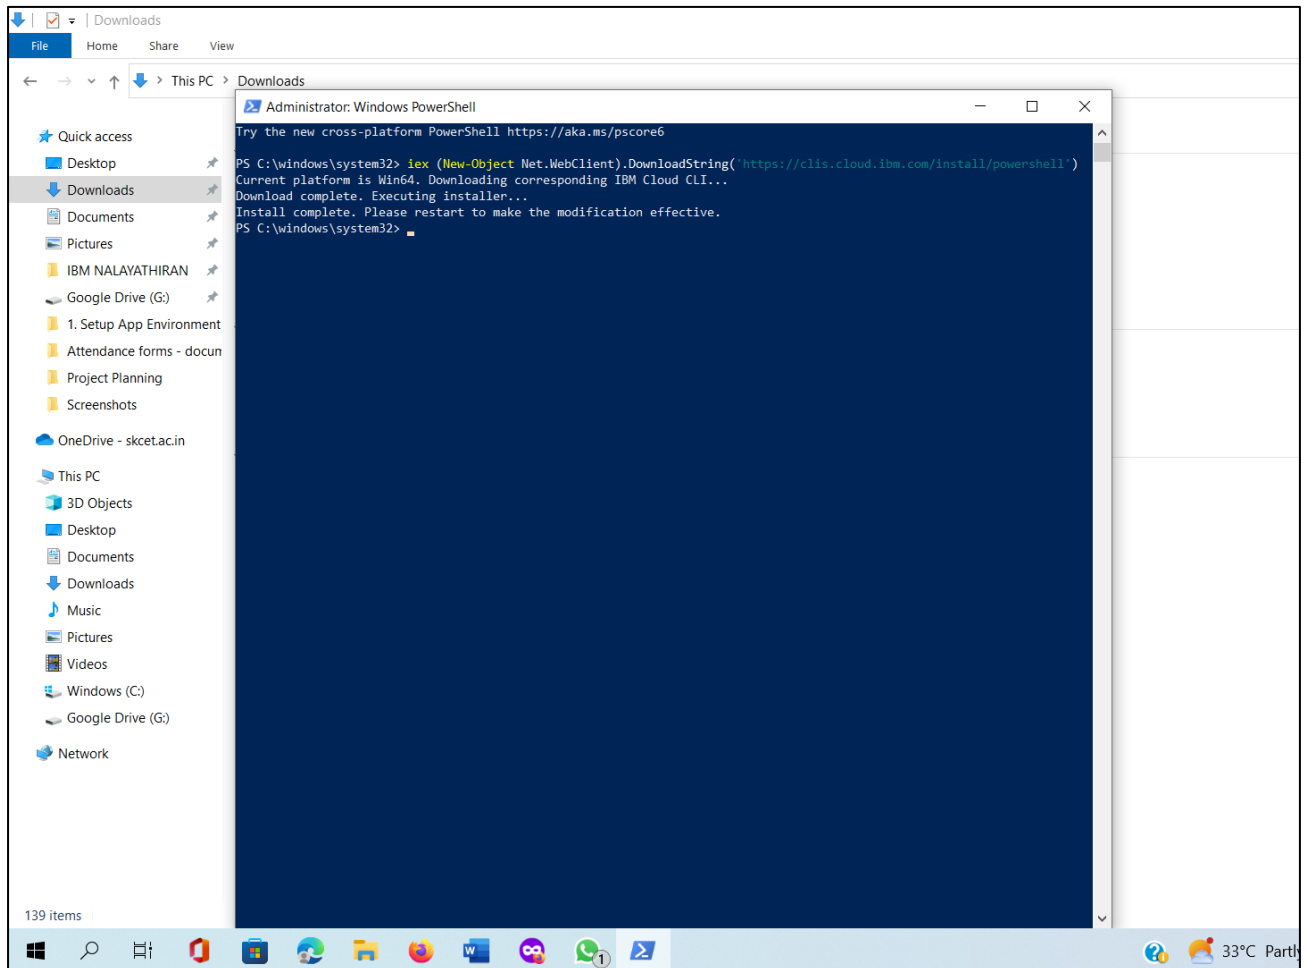 Downloads
File Home Share View
This PC > Downloads
Administrator: Windows PowerShell
Try the new cross-platform PowerShell https://aka.ms/pscore6
PS C:\windows\system32> iex (New-Object Net.WebClient).DownloadString('https://clis.cloud.ibm.com/install/powershell')
Current platform is Win64. Downloading corresponding IBM Cloud CLI...
Download complete. Executing installer...
Install complete. Please restart to make the modification effective.
PS C:\windows\system32>
Quick access
Desktop
Downloads
Documents
Pictures
IBM NALAYATHIRAN
Google Drive (G:)
1. Setup App Environment
Attendance forms - docum
Project Planning
Screenshots
OneDrive - skcet.ac.in
This PC
3D Objects
Desktop
Documents
Downloads
Music
Pictures
Videos
Windows (C:)
Google Drive (G:)
Network
139 items
1
33°C Partly